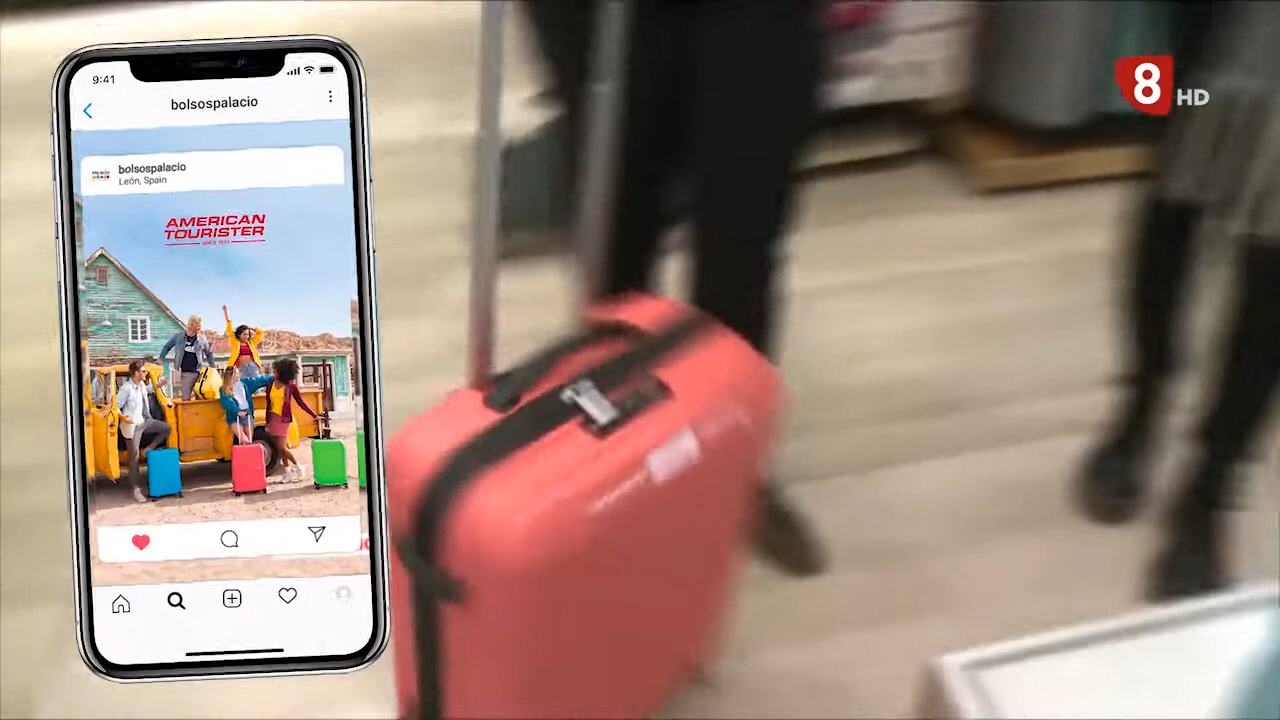 9:41
bolsospalacio
bolsospalacio
León, Spain
AMERICAN
TOURISTER
8 HD